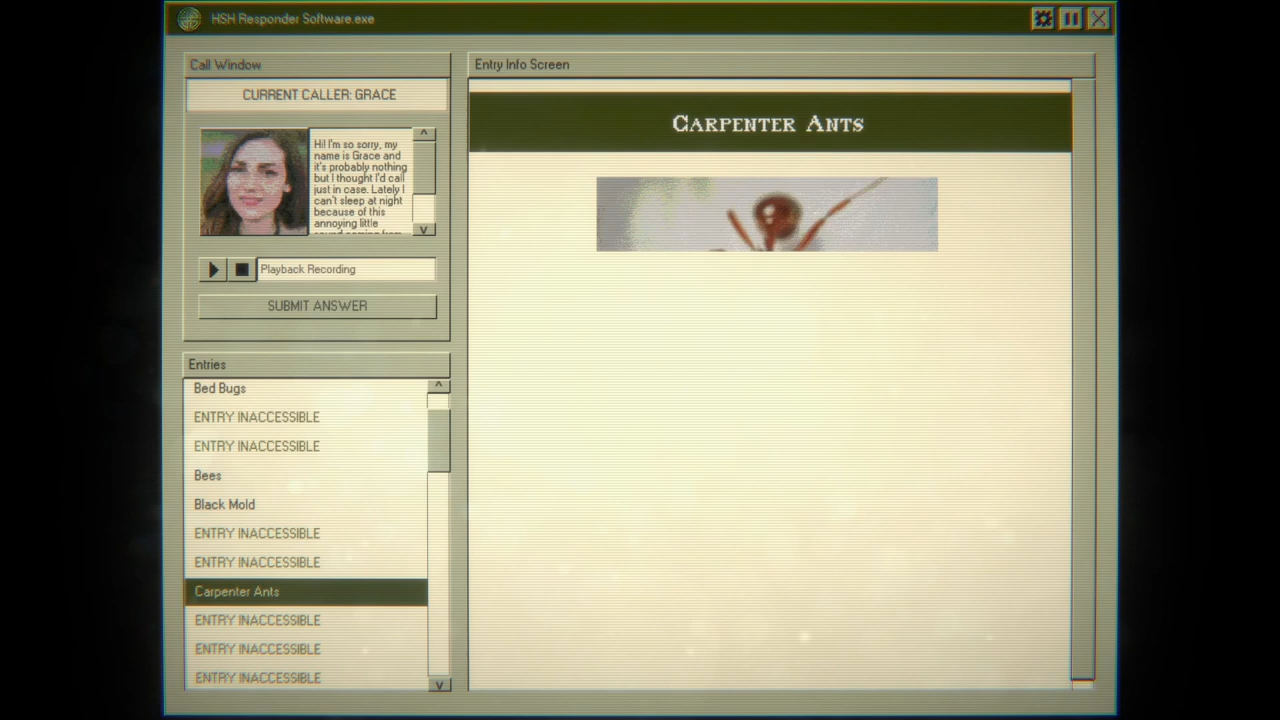 HSH Responder Software.exe
Call Window
CURRENT CALLER: GRACE
Hi! I'm so sorry, my
name is Grace and
it's probably nothing
but I thought I'd call
just in case. Lately I
can't sleep at night
because of this
annoying little
sound coming from
Playback Recording
SUBMIT ANSWER
Entries
Bed Bugs
ENTRY INACCESSIBLE
ENTRY INACCESSIBLE
Bees
Black Mold
ENTRY INACCESSIBLE
ENTRY INACCESSIBLE
Carpenter Ants
ENTRY INACCESSIBLE
ENTRY INACCESSIBLE
ENTRY INACCESSIBLE
Entry Info Screen
Carpenter Ants